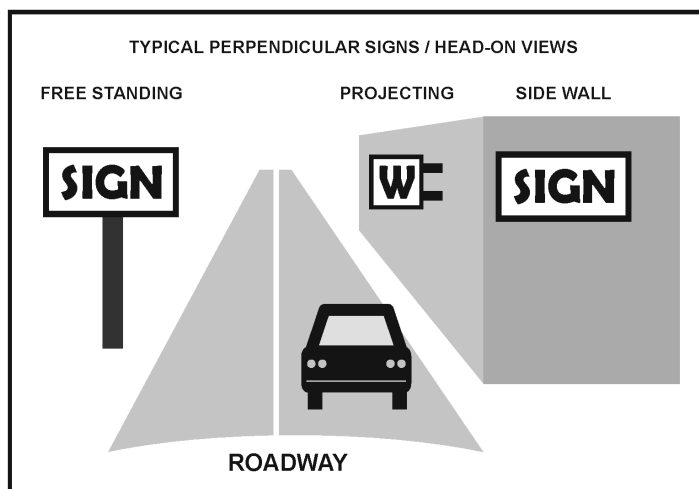 TYPICAL PERPENDICULAR SIGNS / HEAD-ON VIEWS
FREE STANDING
PROJECTING
SIDE WALL
SIGN
W
SIGN
ROADWAY